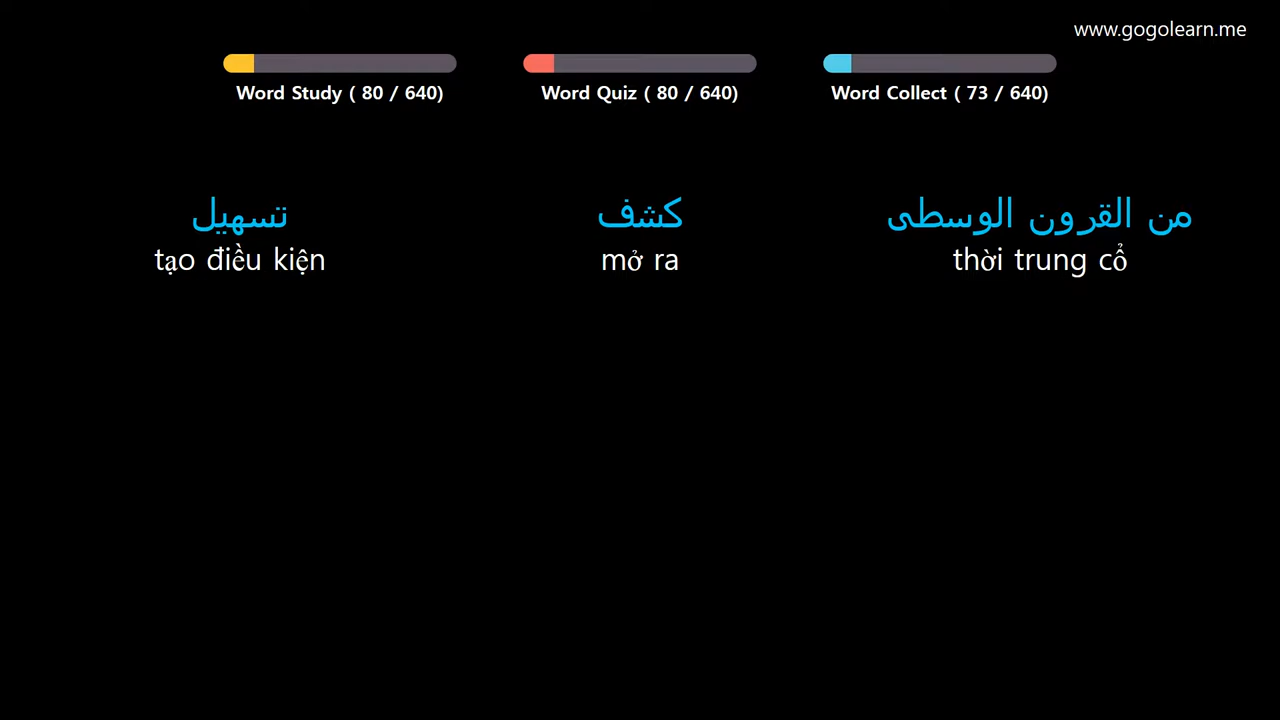 www.gogolearn.me
Word Study ( 80 / 640)
Word Quiz ( 80 / 640)
Word Collect ( 73 / 640)
تسهيل
tạo điều kiện
كشف
mở ra
من القرون الوسطى
thời trung cổ